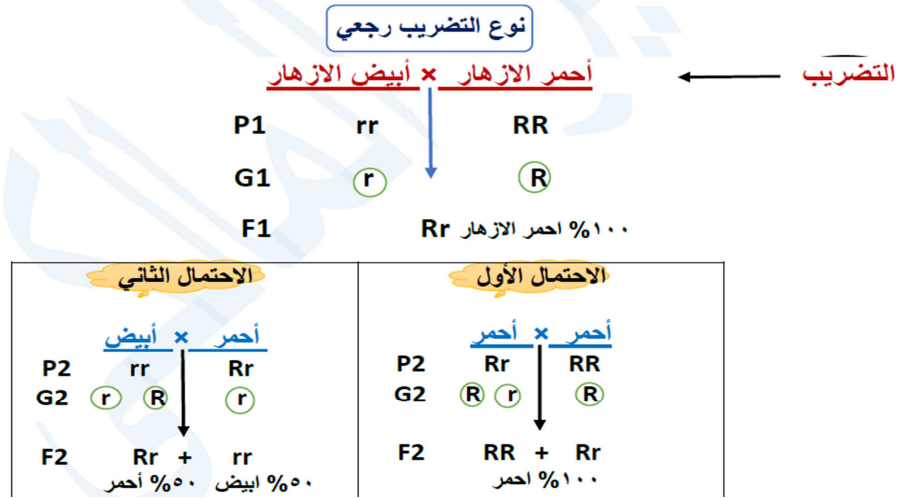 نوع التضريب رجعي
التضريب
أحمر الازهار × أبيض الازهار
P1 rr RR
G1 r R
F1 Rr ١٠٠% احمر الازهار
الاحتمال الأول
أحمر × أحمر
P2 Rr RR
G2 R r R
F2 RR + Rr
١٠٠% احمر
الاحتمال الثاني
أحمر × أبيض
P2 rr Rr
G2 r R r
F2 Rr + rr
٥٠% ابيض ٥٠% أحمر